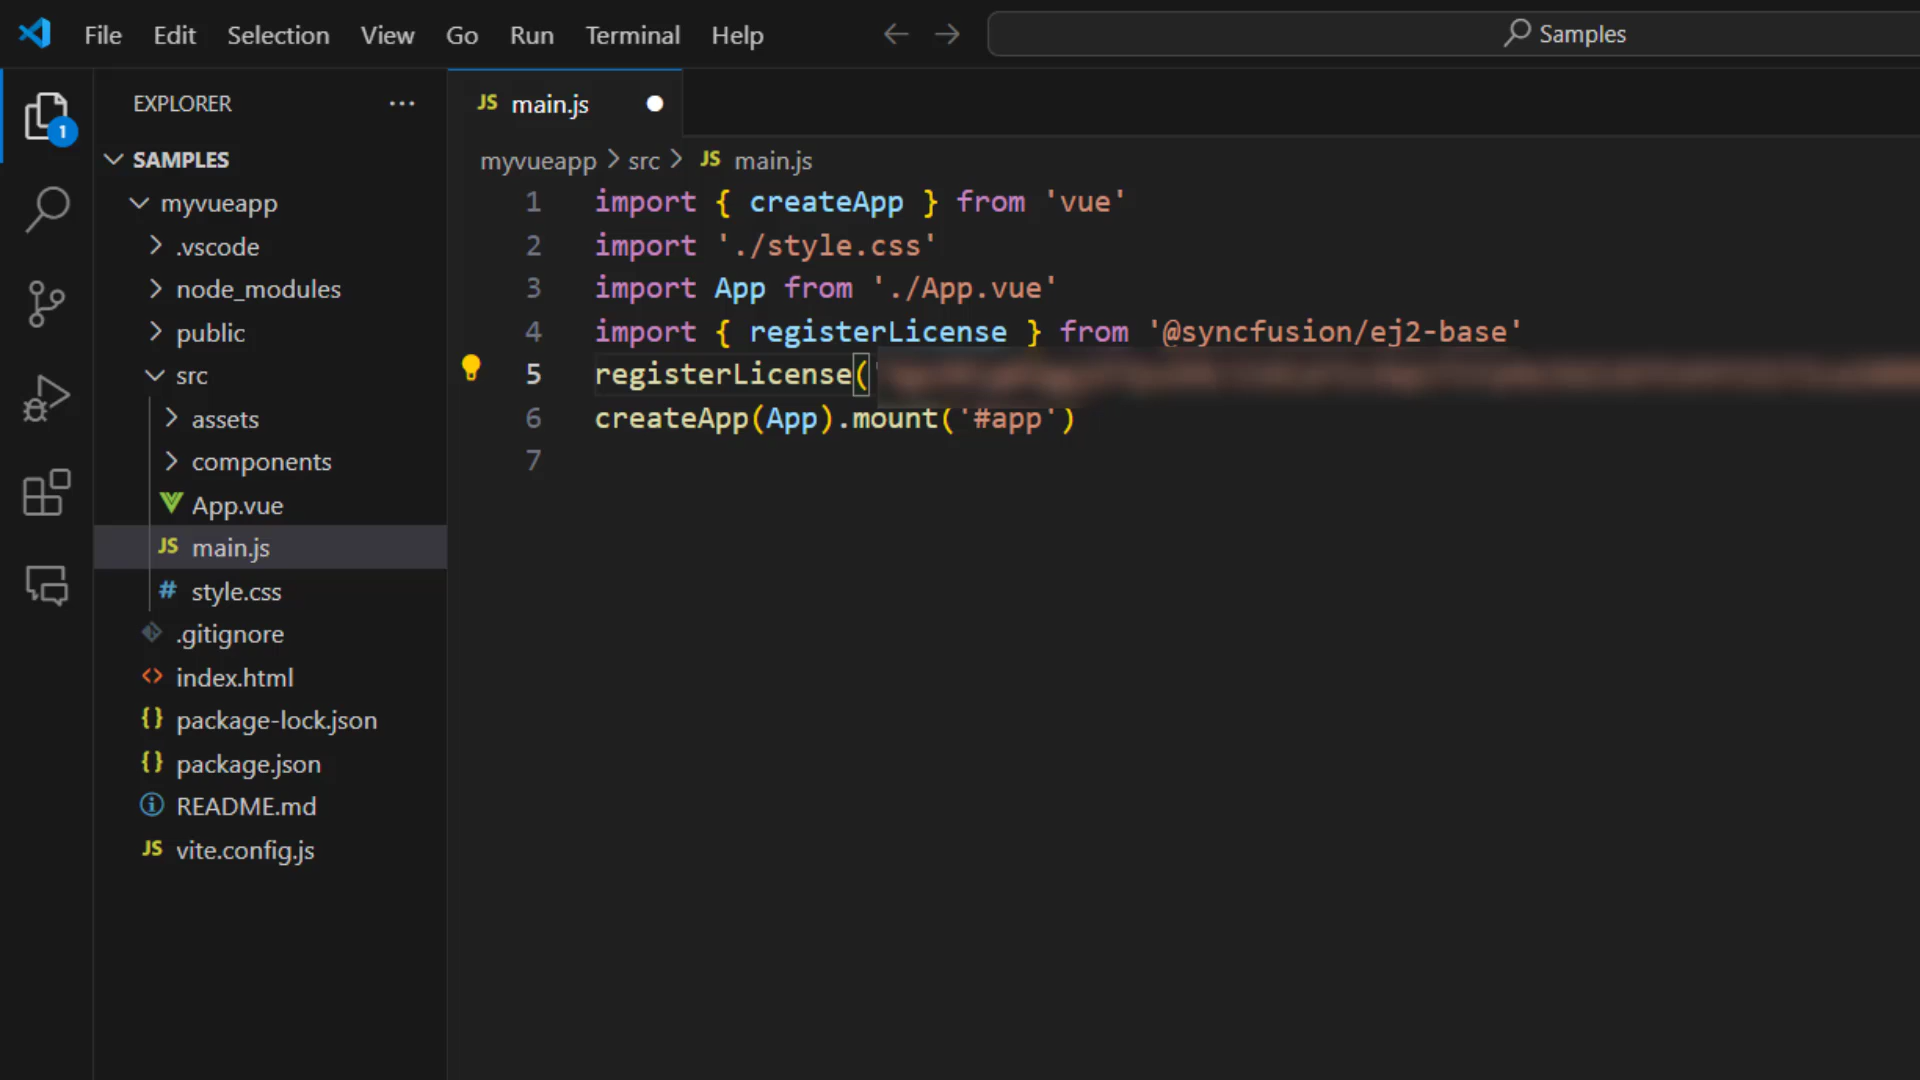 File Edit Selection View Go Run Terminal Help
Samples
EXPLORER ...
1
SAMPLES
myvueapp
.vscode
node_modules
public
src
assets
components
V App.vue
JS main.js
# style.css
.gitignore
<> index.html
{} package-lock.json
{} package.json
README.md
JS vite.config.js
JS main.js
myvueapp > src > JS main.js
1 import { createApp } from 'vue'
2 import './style.css'
3 import App from './App.vue'
4 import { registerLicense } from '@syncfusion/ej2-base'
5 registerLicense('
6 createApp(App).mount('#app')
7